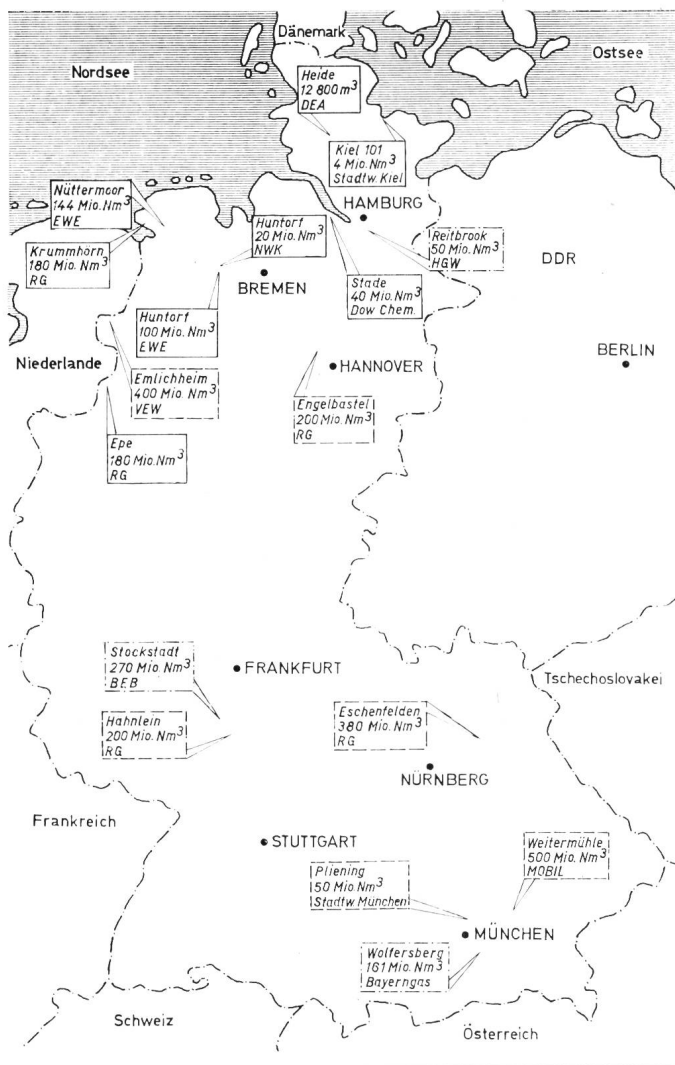 Dänemark
Nordsee
Ostsee
Heide
12 800 m³
DEA
Kiel 101
4 Mio. Nm³
Stadtw. Kiel
Nüttermoor
144 Mio. Nm³
EWE
Krummhörn
180 Mio. Nm³
RG
Huntorf
20 Mio. Nm³
NWK
HAMBURG
Reitbrook
50 Mio. Nm³
HGW
DDR
BREMEN
Stade
40 Mio. Nm³
Dow Chem.
Huntorf
100 Mio. Nm³
EWE
BERLIN
Niederlande
HANNOVER
Emlichheim
400 Mio. Nm³
VEW
Engelbastel
200 Mio. Nm³
RG
Epe
180 Mio. Nm³
RG
Stockstadt
270 Mio. Nm³
BEB
FRANKFURT
Tschechoslovakei
Hahnlein
200 Mio. Nm³
RG
Eschenfelden
380 Mio. Nm³
RG
NÜRNBERG
Frankreich
STUTTGART
Weitermühle
500 Mio. Nm³
MOBIL
Pliening
50 Mio. Nm³
Stadtw. München
MÜNCHEN
Wolfersberg
161 Mio. Nm³
Bayerngas
Schweiz
Österreich